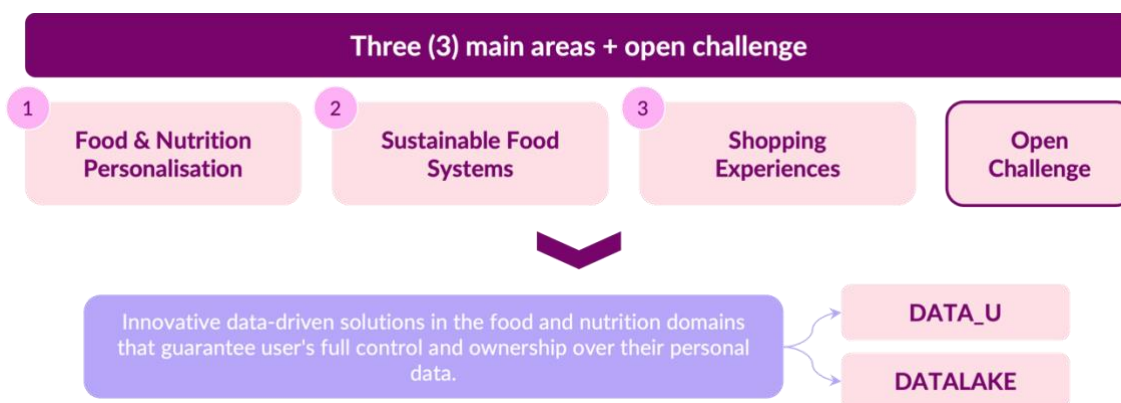 Three (3) main areas + open challenge
1
Food & Nutrition
Personalisation
2
Sustainable Food
Systems
3
Shopping
Experiences
Open
Challenge
Innovative data-driven solutions in the food and nutrition domains
that guarantee user's full control and ownership over their personal
data.
DATA_U
DATALAKE